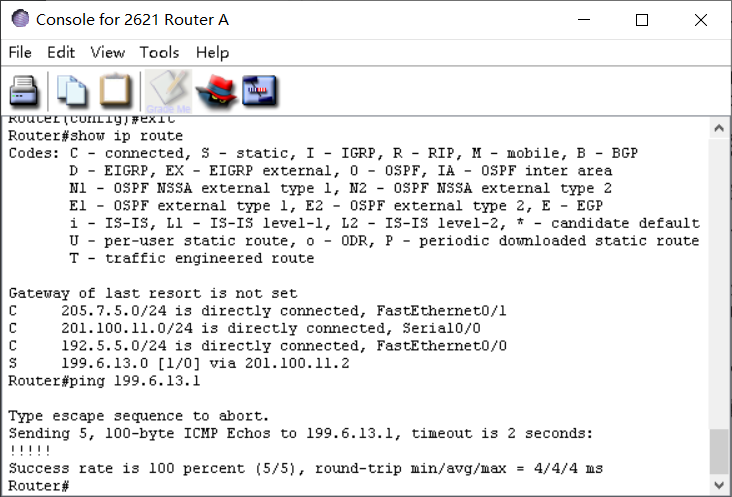 Console for 2621 Router A
File Edit View Tools Help
Grade Me
Router(config)#exit
Router#show ip route
Codes: C - connected, S - static, I - IGRP, R - RIP, M - mobile, B - BGP
D - EIGRP, EX - EIGRP external, O - OSPF, IA - OSPF inter area
N1 - OSPF NSSA external type 1, N2 - OSPF NSSA external type 2
E1 - OSPF external type 1, E2 - OSPF external type 2, E - EGP
i - IS-IS, L1 - IS-IS level-1, L2 - IS-IS level-2, * - candidate default
U - per-user static route, o - ODR, P - periodic downloaded static route
T - traffic engineered route
Gateway of last resort is not set
C 205.7.5.0/24 is directly connected, FastEthernet0/1
C 201.100.11.0/24 is directly connected, Serial0/0
C 192.5.5.0/24 is directly connected, FastEthernet0/0
S 199.6.13.0 [1/0] via 201.100.11.2
Router#ping 199.6.13.1
Type escape sequence to abort.
Sending 5, 100-byte ICMP Echos to 199.6.13.1, timeout is 2 seconds:
!!!!!
Success rate is 100 percent (5/5), round-trip min/avg/max = 4/4/4 ms
Router#